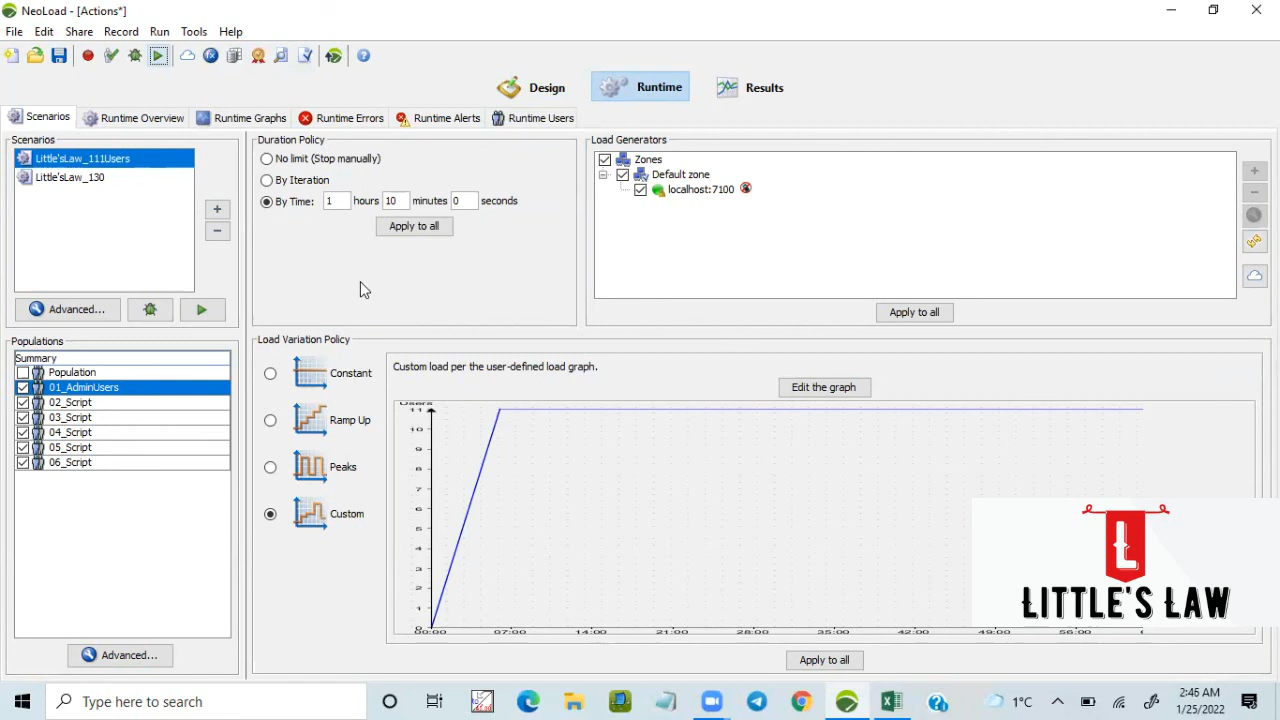 NeoLoad - [Actions*]
File Edit Share Record Run Tools Help
Design Runtime Results
Scenarios Runtime Overview Runtime Graphs Runtime Errors Runtime Alerts Runtime Users
Scenarios
Little'sLaw_111Users
Little'sLaw_130
+
−
Advanced...
Populations
Summary
Population
01_AdminUsers
02_Script
03_Script
04_Script
05_Script
06_Script
Advanced...
Duration Policy
No limit (Stop manually)
By Iteration
By Time: 1 hours 10 minutes 0 seconds
Apply to all
Load Generators
Zones
Default zone
localhost:7100
+
−
Apply to all
Load Variation Policy
Constant
Ramp Up
Peaks
Custom
Custom load per the user-defined load graph.
Edit the graph
Users
11
10
9
8
7
6
5
4
3
2
1
0
00:00 07:00 14:00 21:00 28:00 35:00 42:00 49:00 56:00
Apply to all
L
LITTLE'S LAW
Type here to search
1°C
2:46 AM
1/25/2022